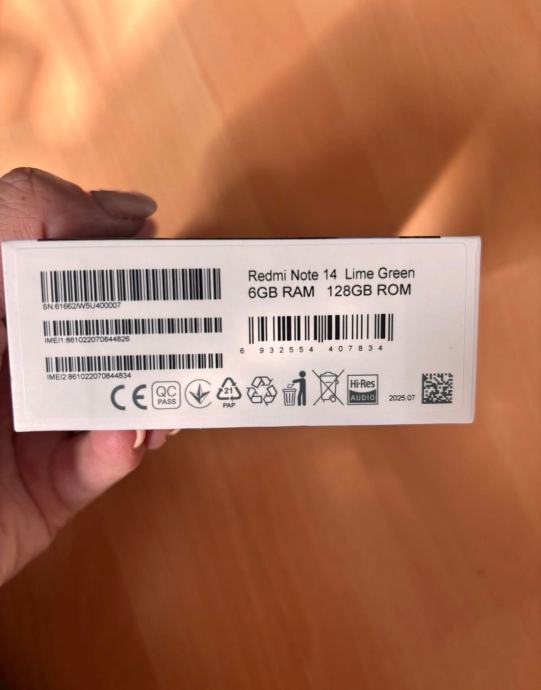 Redmi Note 14 Lime Green
6GB RAM 128GB ROM
SN:61662/W5U400007
IMEI1:861022070844826
IMEI2:861022070844834
6 932554 407834
CE
QC
PASS
21
PAP
Hi-Res
AUDIO
2025.07